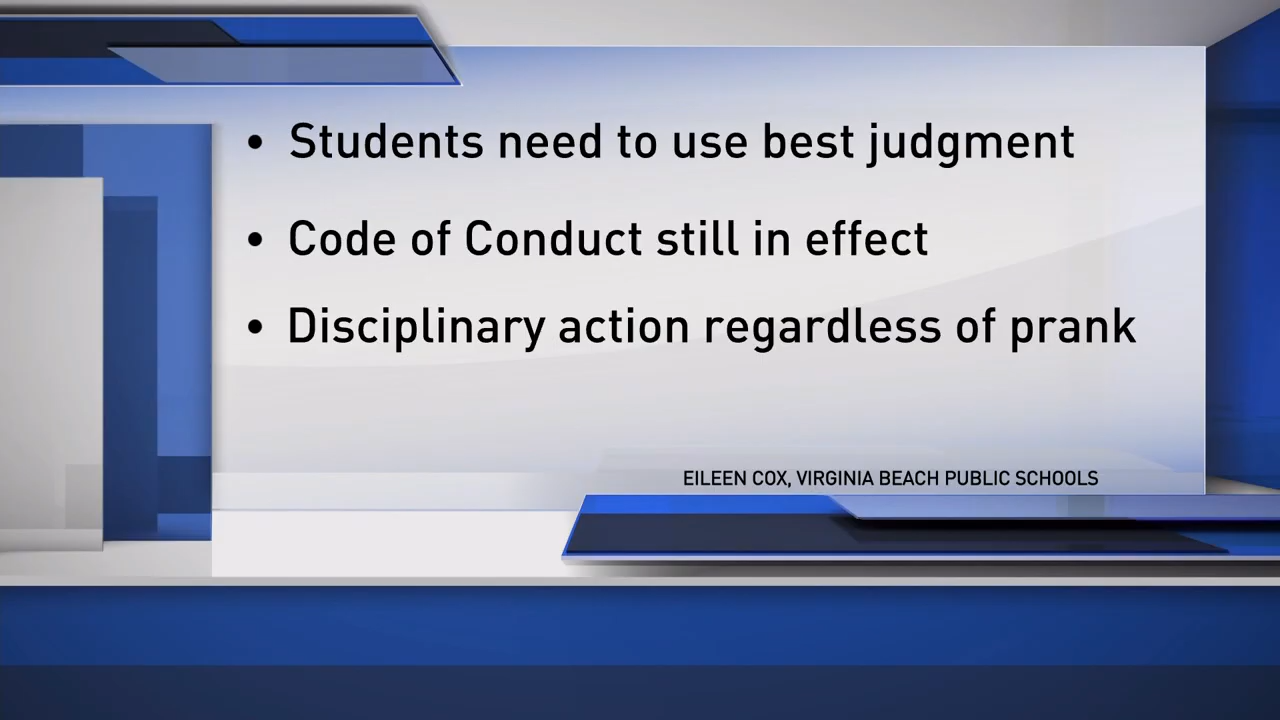 • Students need to use best judgment
• Code of Conduct still in effect
• Disciplinary action regardless of prank
EILEEN COX, VIRGINIA BEACH PUBLIC SCHOOLS